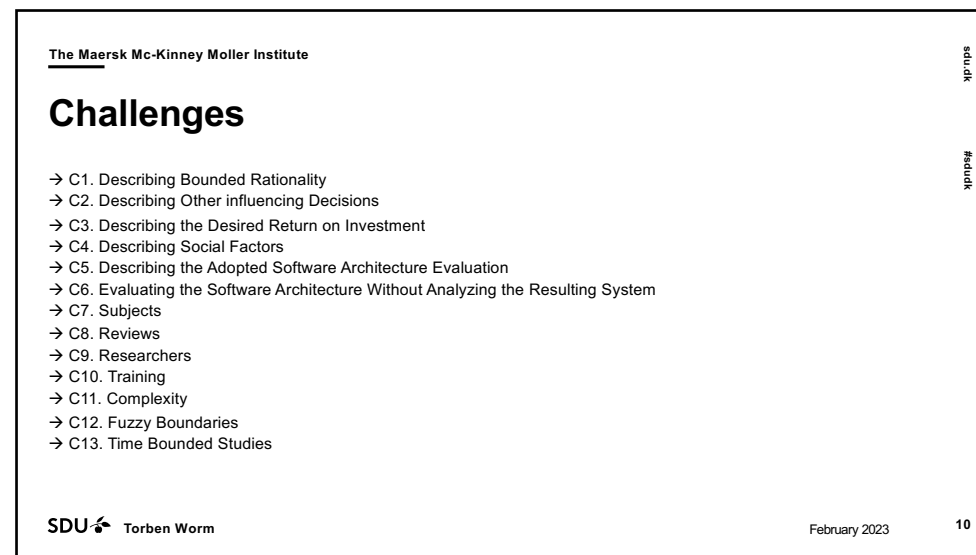 The Maersk Mc-Kinney Moller Institute
sdu.dk
#sdudk
Challenges
→ C1. Describing Bounded Rationality
→ C2. Describing Other influencing Decisions
→ C3. Describing the Desired Return on Investment
→ C4. Describing Social Factors
→ C5. Describing the Adopted Software Architecture Evaluation
→ C6. Evaluating the Software Architecture Without Analyzing the Resulting System
→ C7. Subjects
→ C8. Reviews
→ C9. Researchers
→ C10. Training
→ C11. Complexity
→ C12. Fuzzy Boundaries
→ C13. Time Bounded Studies
SDU Torben Worm February 2023 10